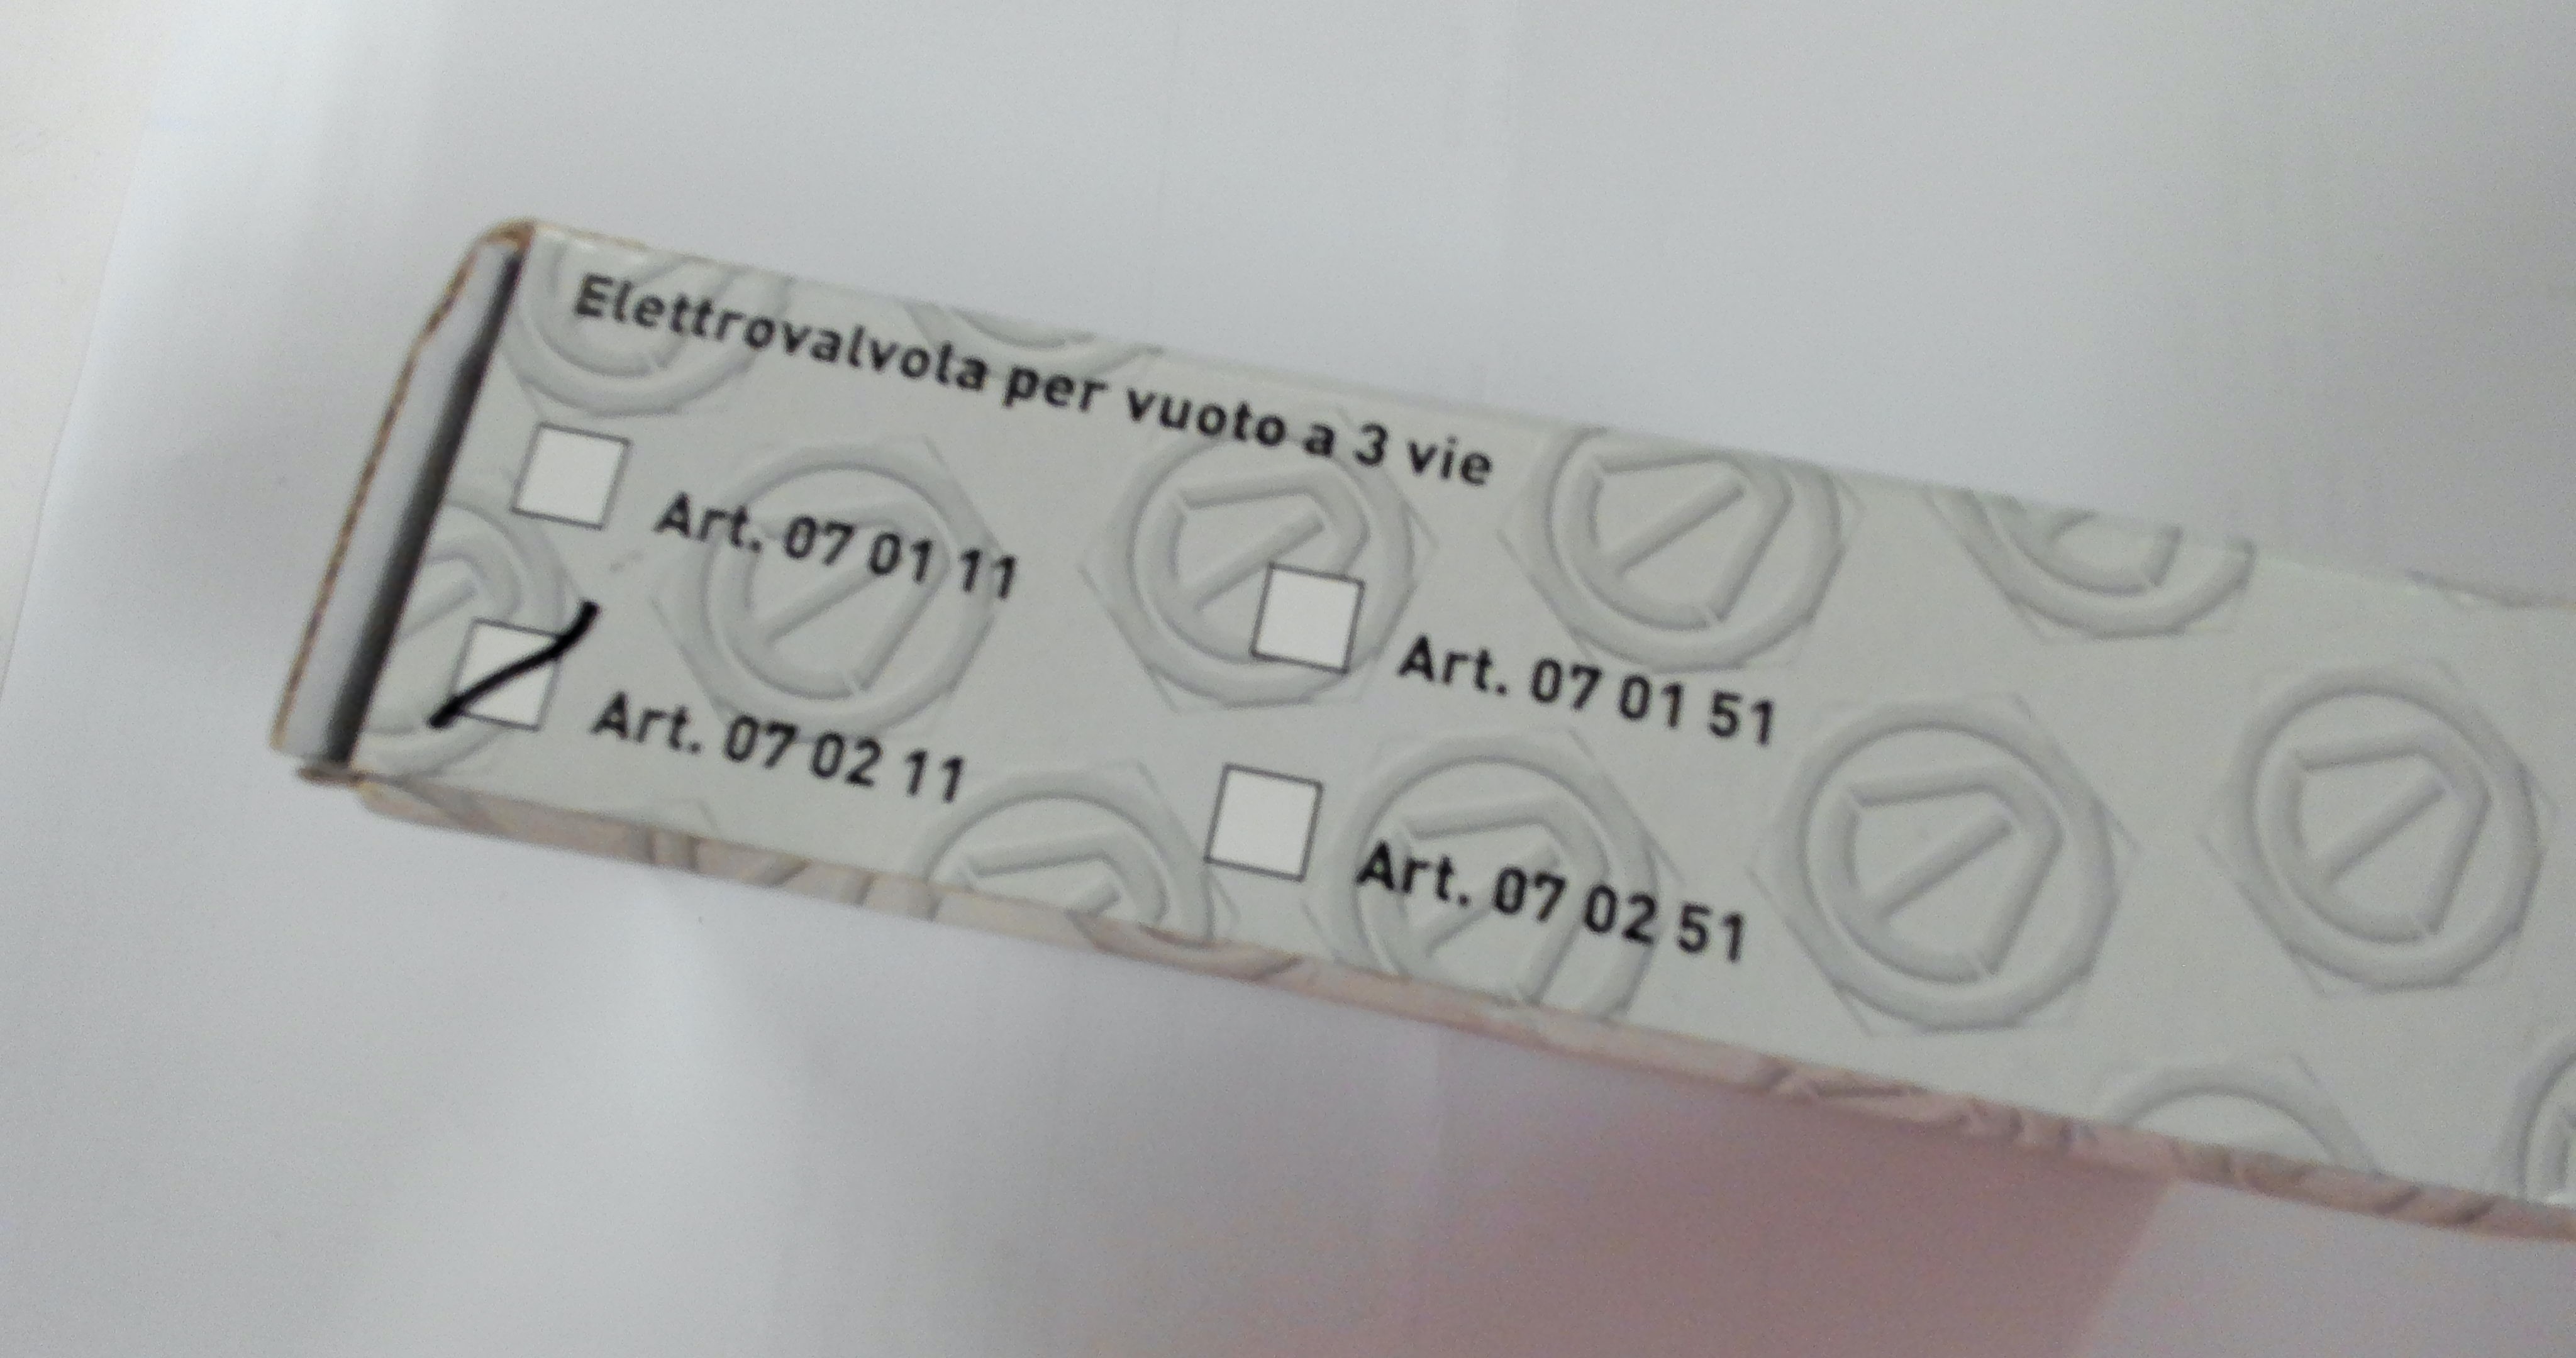 Elettrovalvola per vuoto a 3 vie
Art. 07 01 11
Art. 07 01 51
Art. 07 02 11
Art. 07 02 51